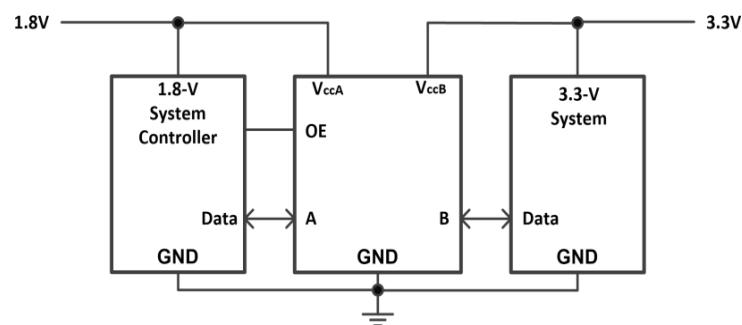 1.8V
3.3V
1.8-V
System
Controller
Data
GND
VccA
VccB
OE
A
B
GND
3.3-V
System
Data
GND